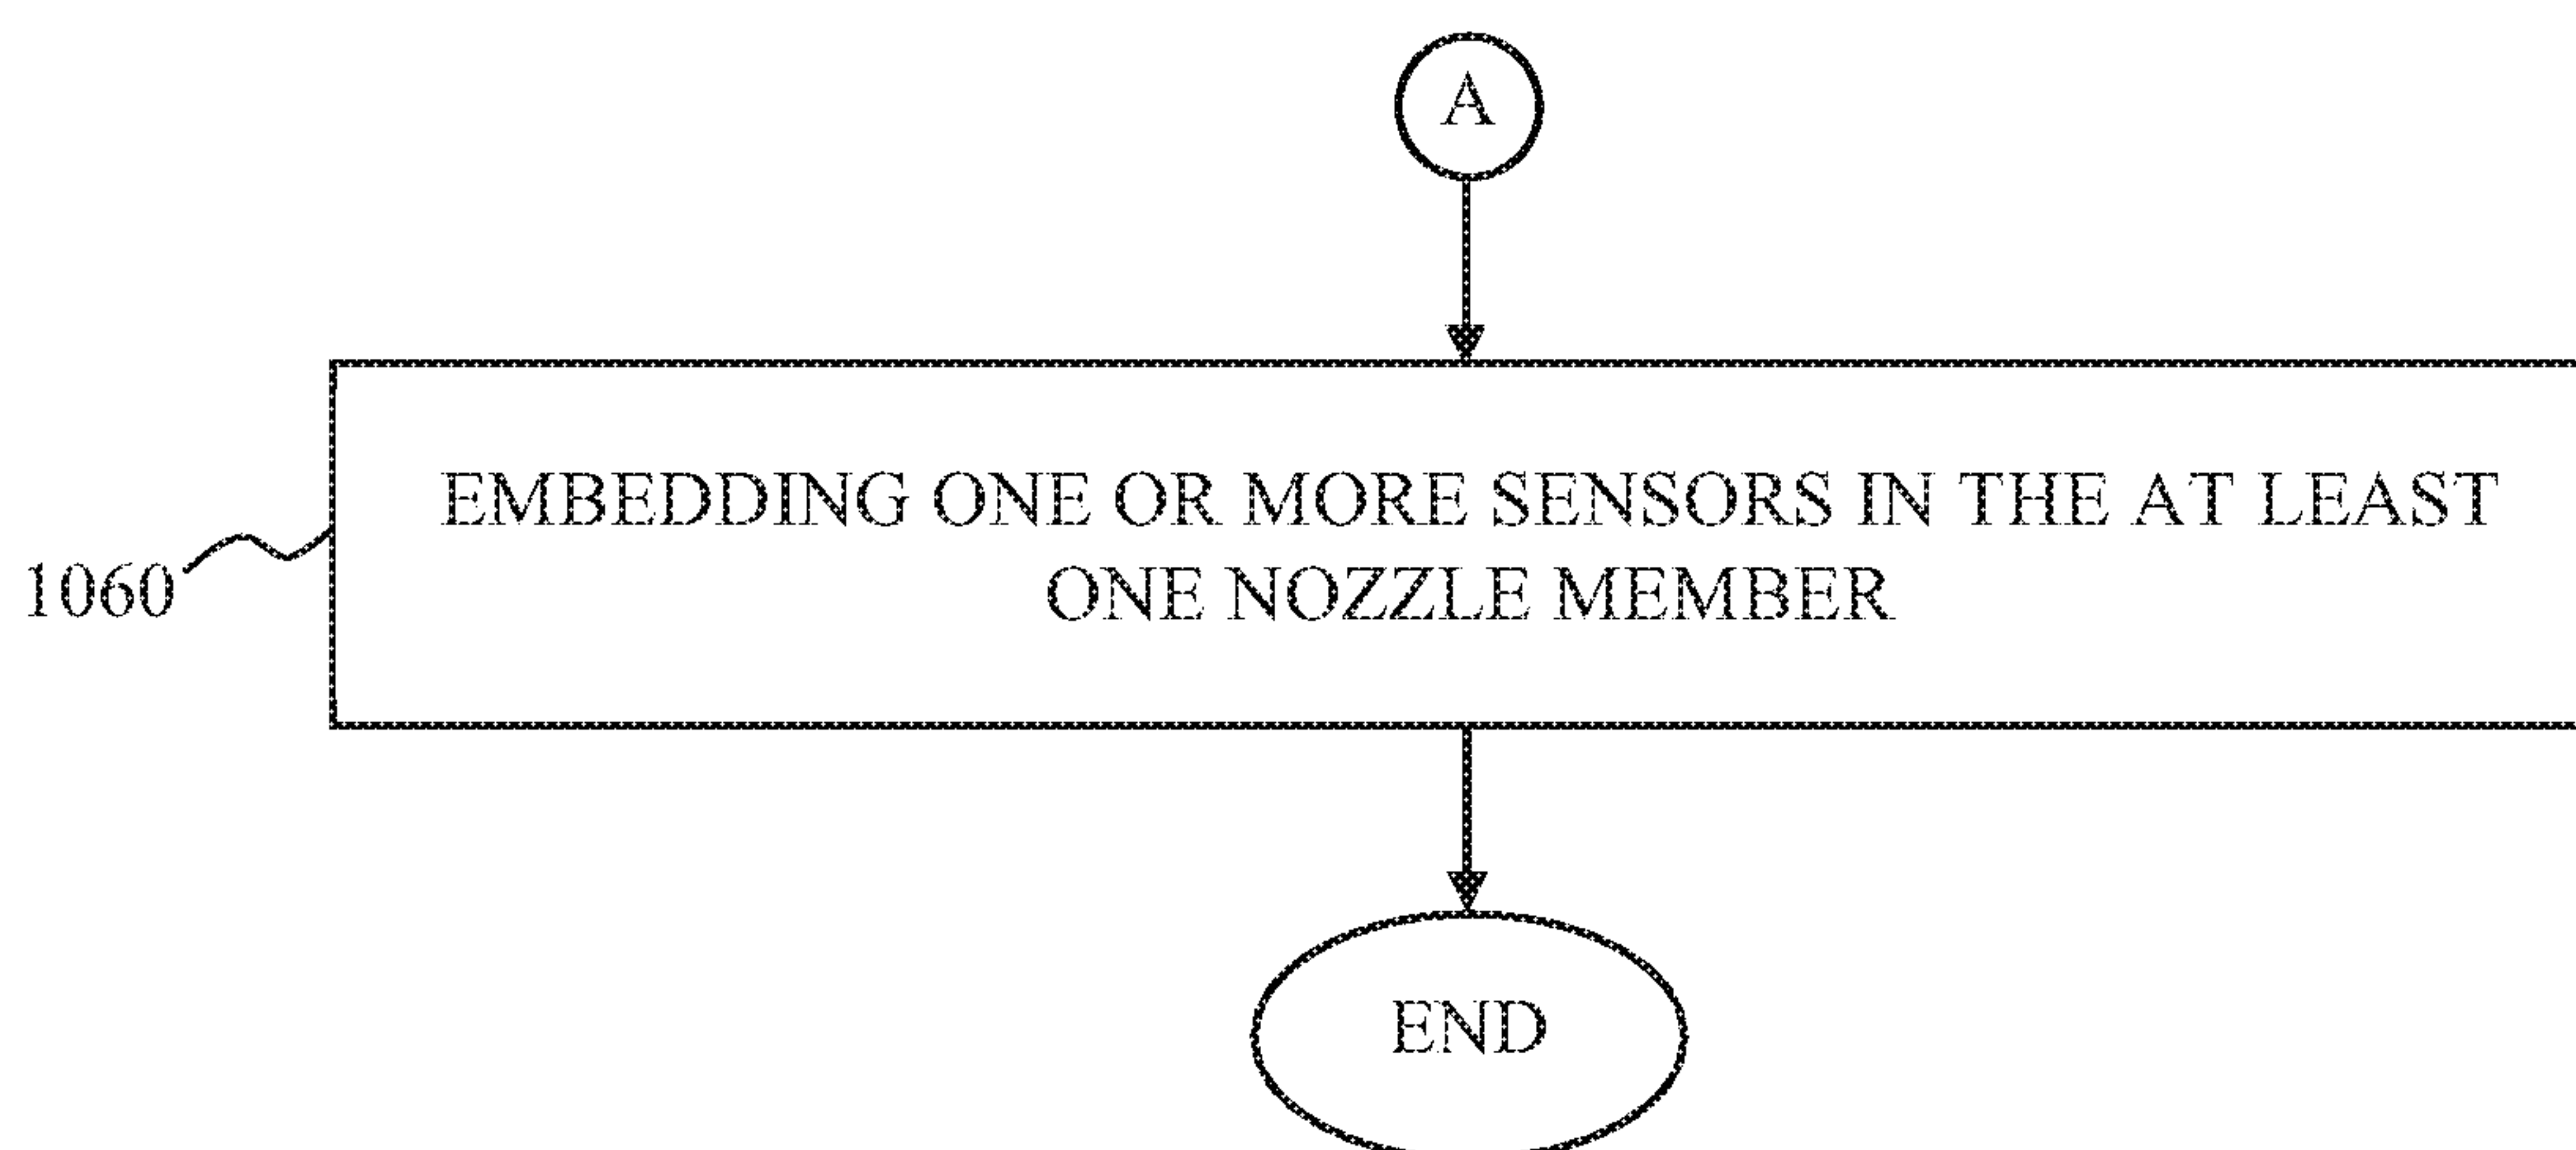 A
EMBEDDING ONE OR MORE SENSORS IN THE AT LEAST
ONE NOZZLE MEMBER
1060
END